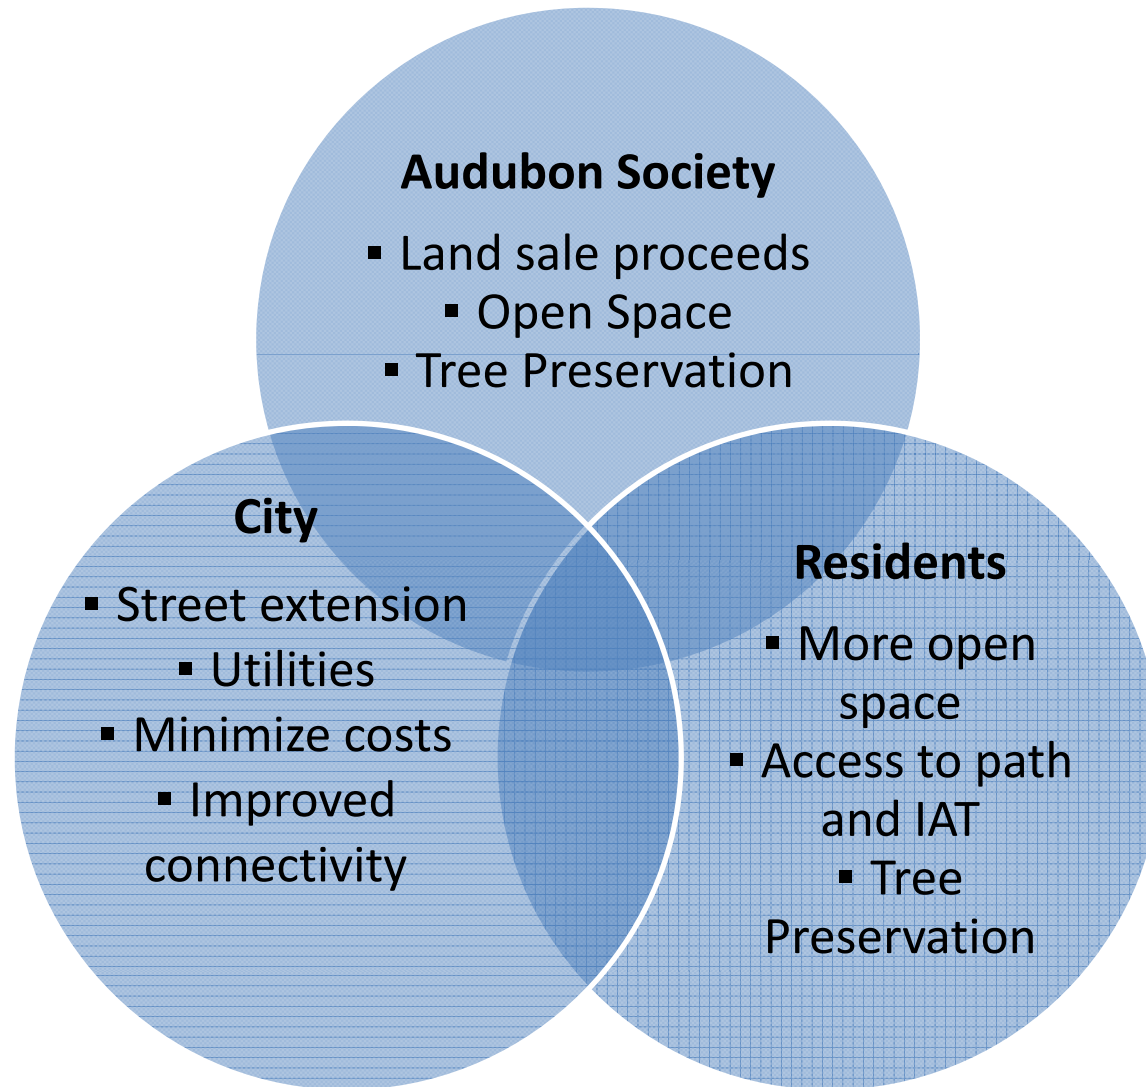 Audubon Society
▪ Land sale proceeds
▪ Open Space
▪ Tree Preservation
City
▪ Street extension
▪ Utilities
▪ Minimize costs
▪ Improved
connectivity
Residents
▪ More open
space
▪ Access to path
and IAT
▪ Tree
Preservation